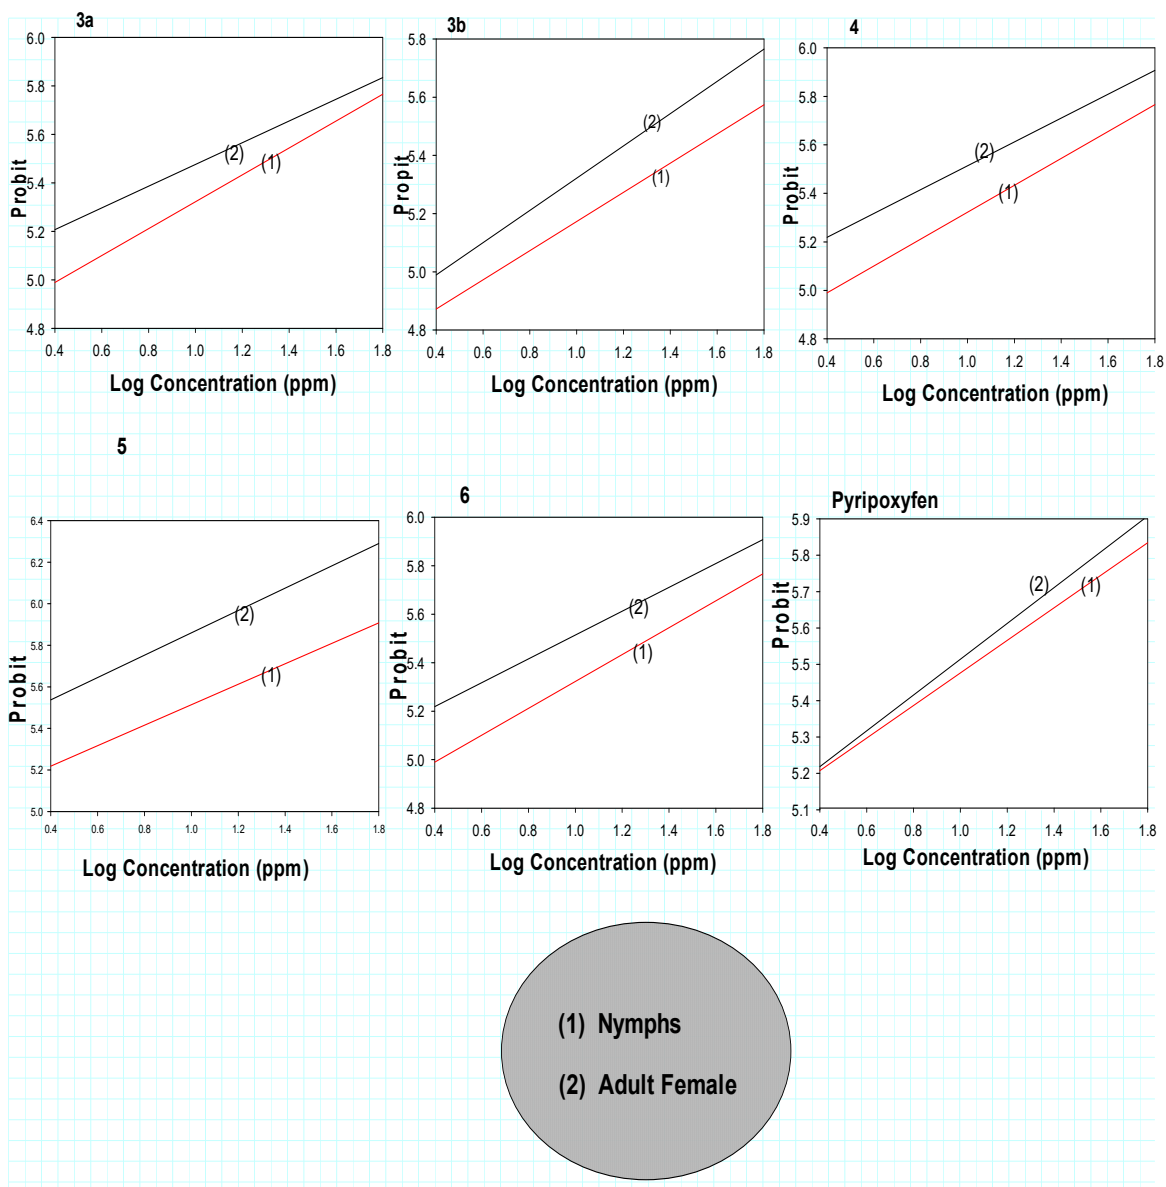 3a
6.0
5.8
5.6
5.4
5.2
5.0
4.8
Probit
(2)
(1)
0.4 0.6 0.8 1.0 1.2 1.4 1.6 1.8
Log Concentration (ppm)
3b
5.8
5.6
5.4
5.2
5.0
4.8
Propit
(2)
(1)
0.4 0.6 0.8 1.0 1.2 1.4 1.6 1.8
Log Concentration (ppm)
4
6.0
5.8
5.6
5.4
5.2
5.0
4.8
Probit
(2)
(1)
0.4 0.6 0.8 1.0 1.2 1.4 1.6 1.8
Log Concentration (ppm)
5
6.4
6.2
6.0
5.8
5.6
5.4
5.2
5.0
Probit
(2)
(1)
0.4 0.6 0.8 1.0 1.2 1.4 1.6 1.8
Log Concentration (ppm)
6
6.0
5.8
5.6
5.4
5.2
5.0
4.8
Probit
(2)
(1)
0.4 0.6 0.8 1.0 1.2 1.4 1.6 1.8
Log Concentration (ppm)
Pyripoxyfen
5.9
5.8
5.7
5.6
5.5
5.4
5.3
5.2
5.1
Probit
(2)
(1)
0.4 0.6 0.8 1.0 1.2 1.4 1.6 1.8
Log Concentration (ppm)
(1) Nymphs
(2) Adult Female